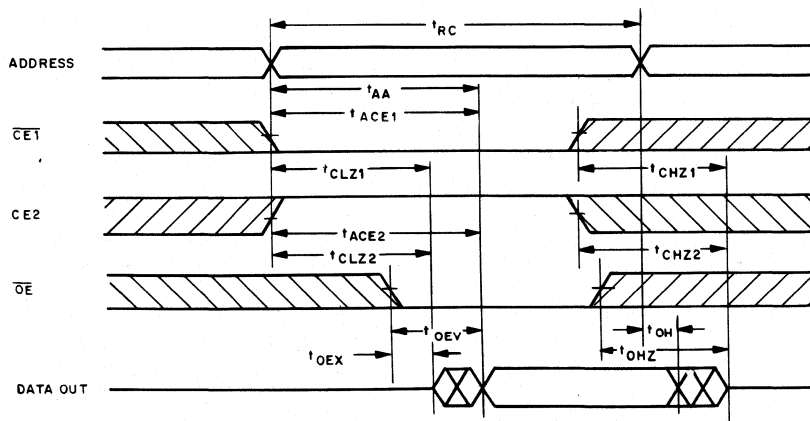 tRC
ADDRESS
tAA
tACE1
CE1
tCLZ1
tCHZ1
CE2
tACE2
tCLZ2
tCHZ2
OE
tOEV
tOH
tOEX
tOHZ
DATA OUT